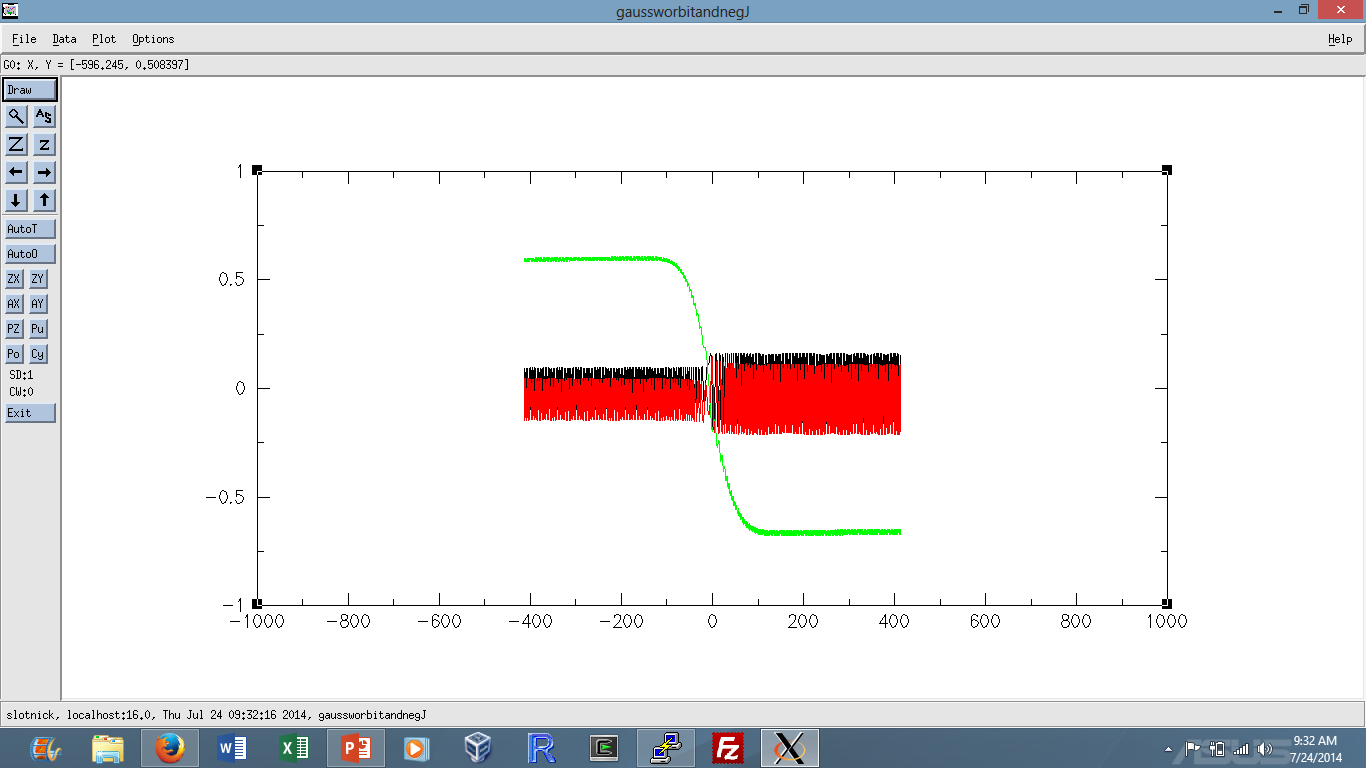 gaussworbitandnegJ
File Data Plot Options Help
G0: X, Y = [-596.245, 0.508397]
Draw
AS
Z z
AutoT
AutoO
ZX ZY
AX AY
PZ Pu
Po Cy
SD:1
CW:0
Exit
1
0.5
0
−0.5
−1
−1000 −800 −600 −400 −200 0 200 400 600 800 1000
slotnick, localhost:16.0, Thu Jul 24 09:32:16 2014, gaussworbitandnegJ
9:32 AM
7/24/2014
ASUS